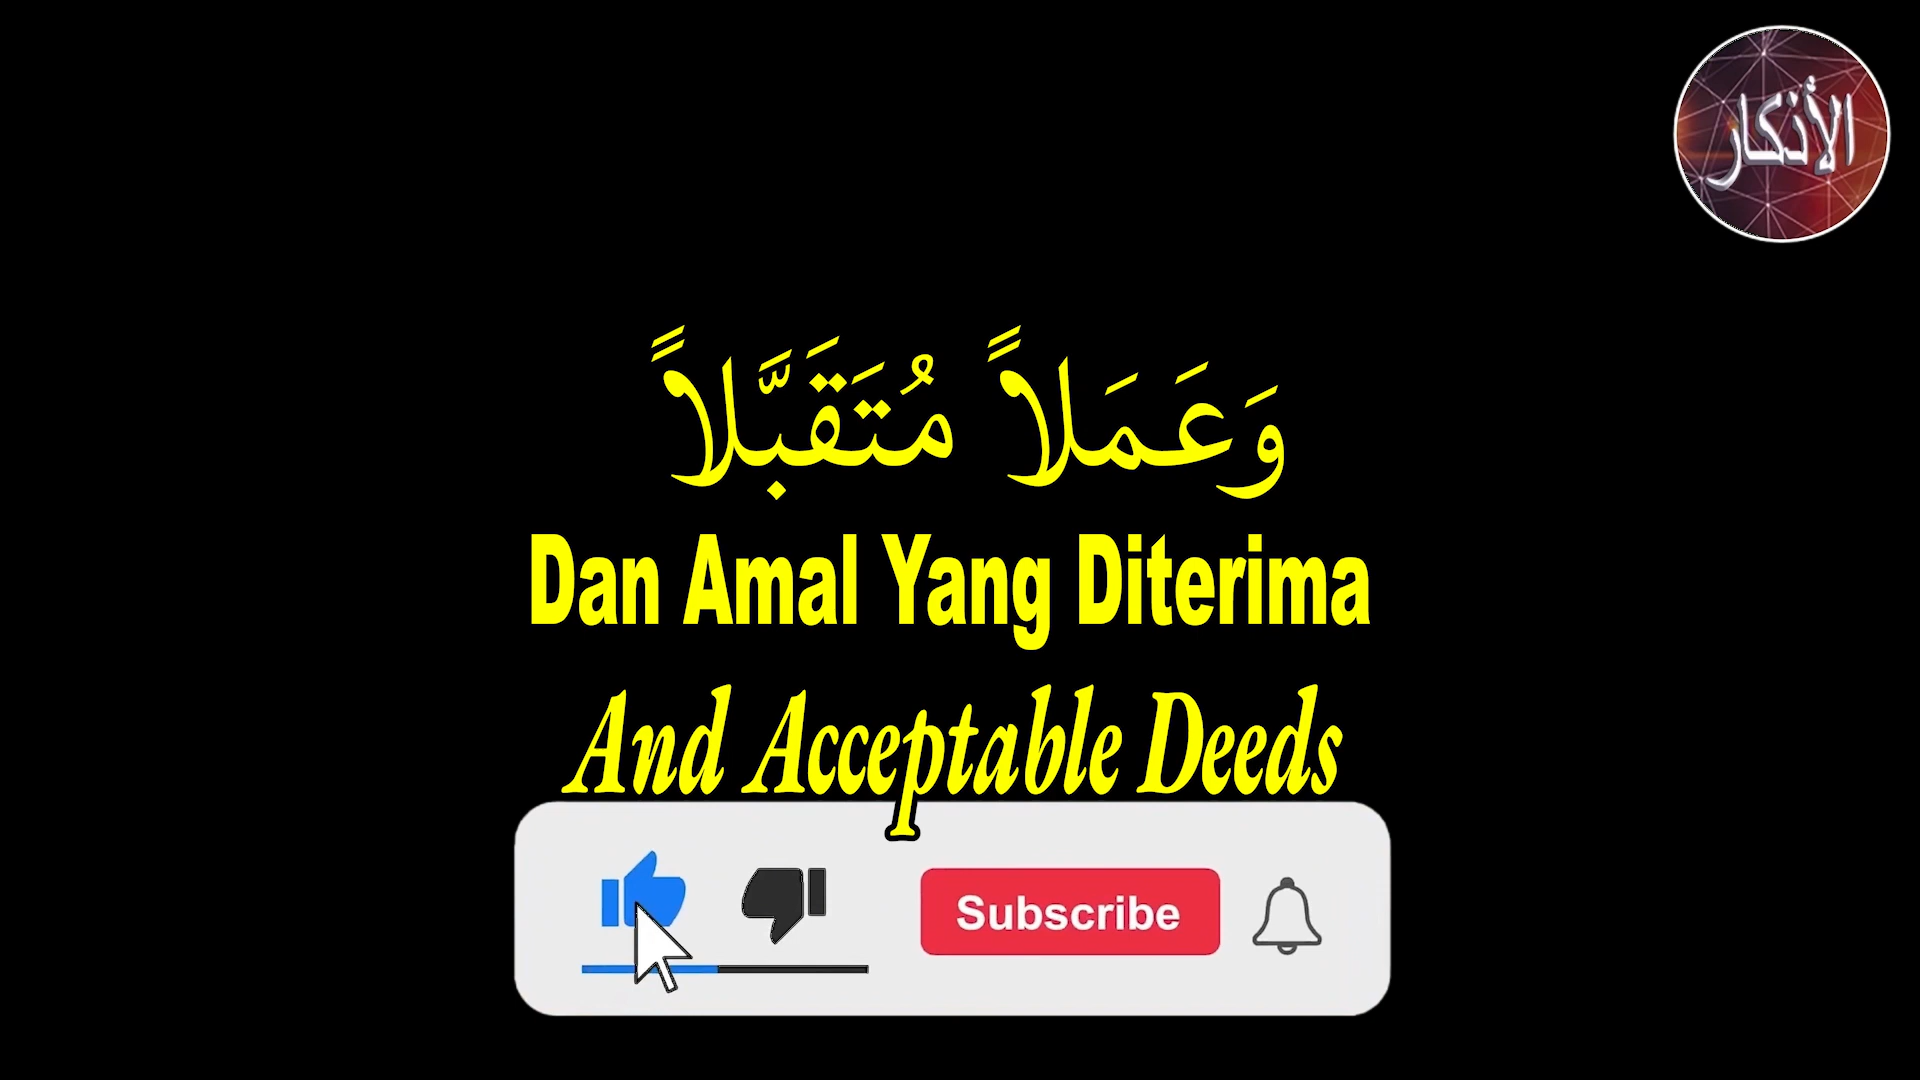 الأذكار
وَعَمَلاً مُتَقَبَّلاً
Dan Amal Yang Diterima
And Acceptable Deeds
Subscribe